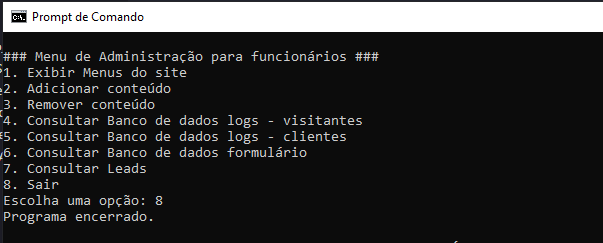 Prompt de Comando
### Menu de Administração para funcionários ###
1. Exibir Menus do site
2. Adicionar conteúdo
3. Remover conteúdo
4. Consultar Banco de dados logs - visitantes
5. Consultar Banco de dados logs - clientes
6. Consultar Banco de dados formulário
7. Consultar Leads
8. Sair
Escolha uma opção: 8
Programa encerrado.